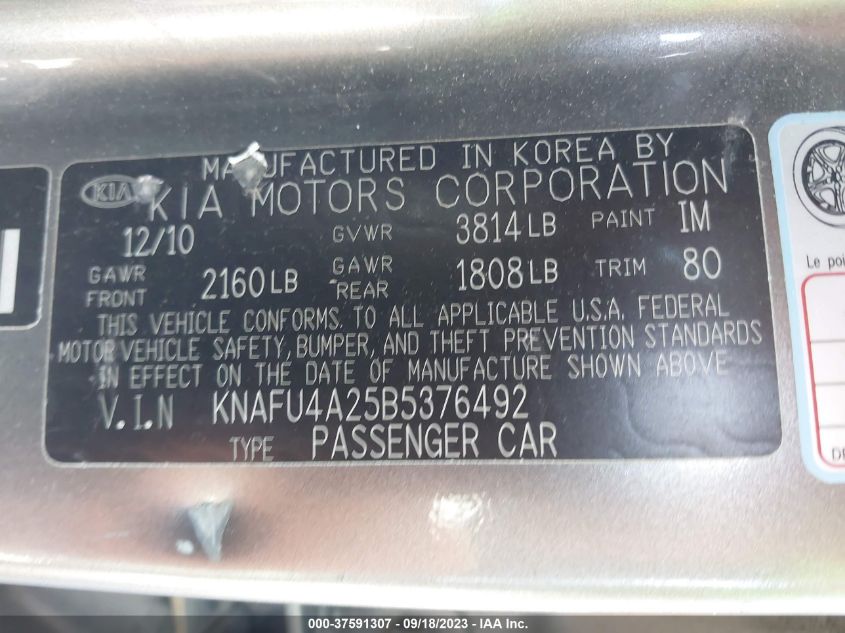 MANUFACTURED IN KOREA BY
KIA KIA MOTORS CORPORATION
12/10 GVWR 3814 LB PAINT IM
GAWR FRONT 2160 LB GAWR REAR 1808 LB TRIM 80
THIS VEHICLE CONFORMS TO ALL APPLICABLE U.S.A. FEDERAL
MOTOR VEHICLE SAFETY, BUMPER, AND THEFT PREVENTION STANDARDS
IN EFFECT ON THE DATE OF MANUFACTURE SHOWN ABOVE
V.I.N KNAFU4A25B5376492
TYPE PASSENGER CAR
Le poi
000-37591307 - 09/18/2023 - IAA Inc.